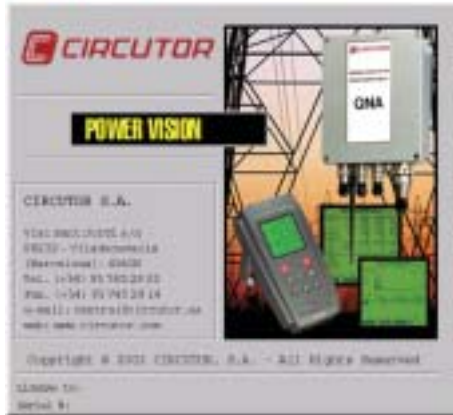 CIRCUTOR
POWER VISION
CIRCUTOR
QNA
CIRCUTOR S.A.
Vial Sant Jordi s/n
08232 - Viladecavalls
(Barcelona)
Tel. (+34) 93 745 29 00
Fax. (+34) 93 745 29 14
e-mail: central@circutor.es
web: www.circutor.com
Copyright © CIRCUTOR, S.A. - All Rights Reserved
License to:
Serial N: